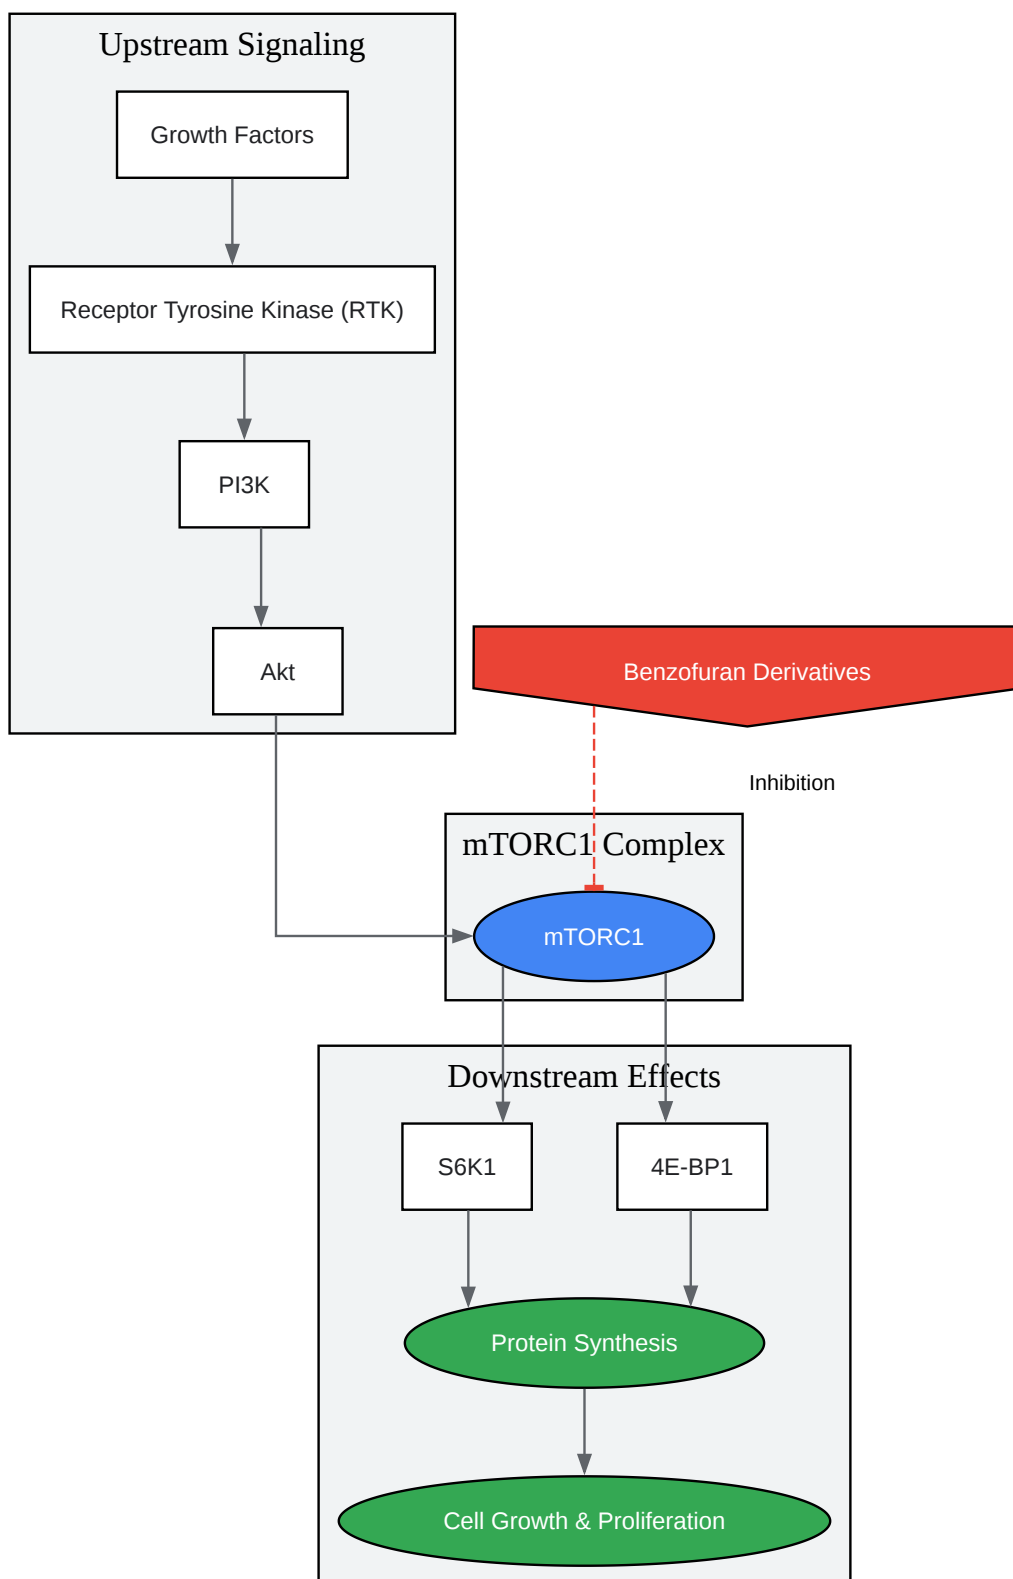 Upstream Signaling
Growth Factors
Receptor Tyrosine Kinase (RTK)
PI3K
Akt
Benzofuran Derivatives
Inhibition
mTORC1 Complex
mTORC1
Downstream Effects
S6K1
4E-BP1
Protein Synthesis
Cell Growth & Proliferation